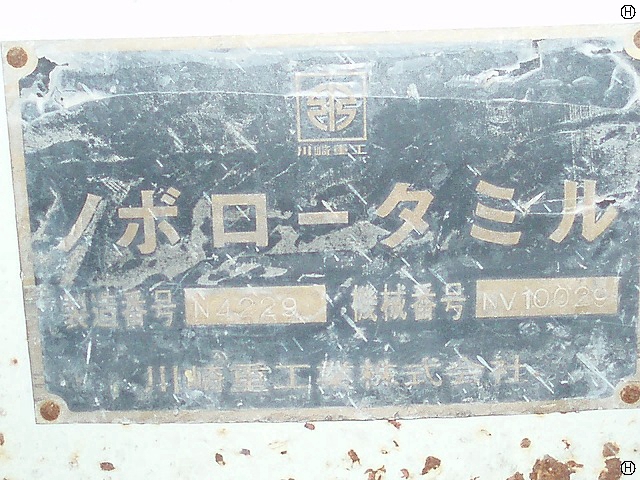 川崎重工
ノボロータミル
製造番号 N4229 機械番号 NV10029
川崎重工業株式会社
H
H